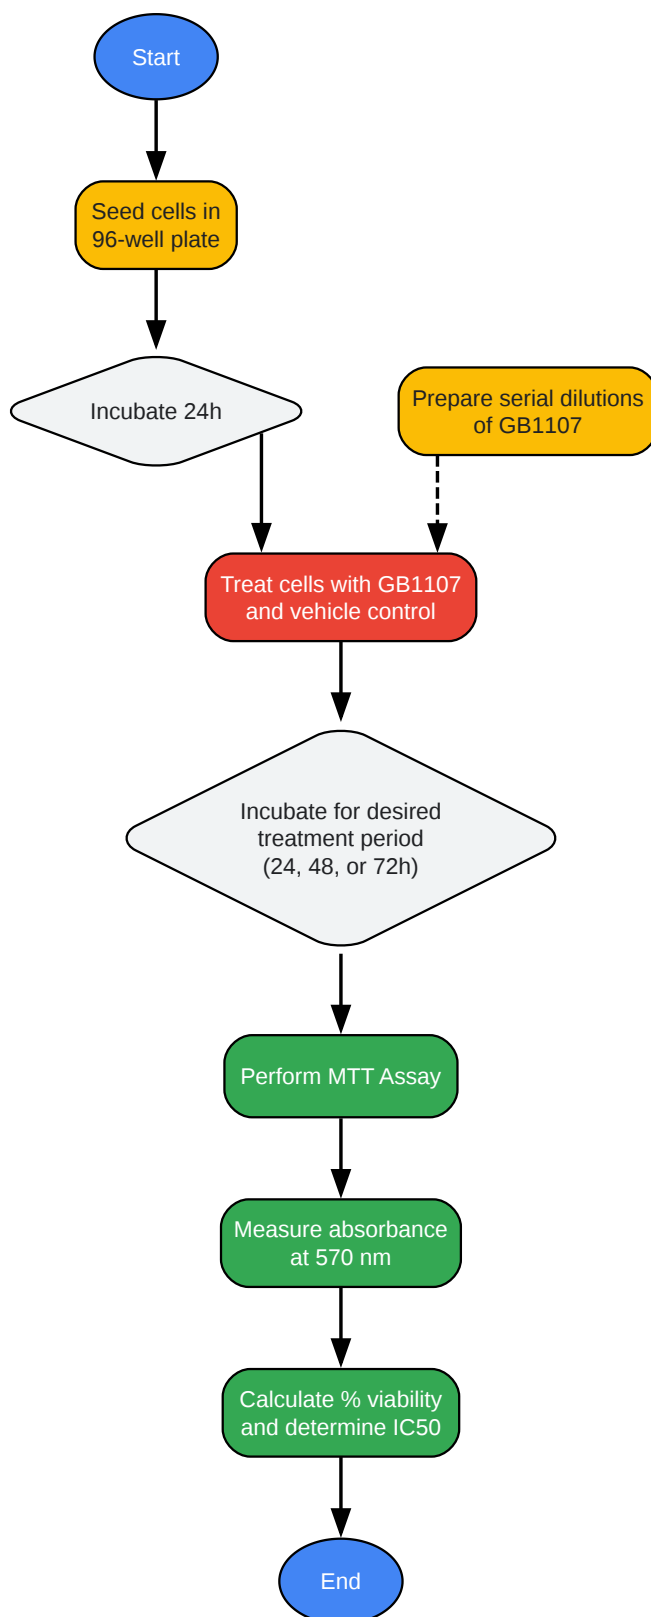 Start
Seed cells in
96-well plate
Incubate 24h
Prepare serial dilutions
of GB1107
Treat cells with GB1107
and vehicle control
Incubate for desired
treatment period
(24, 48, or 72h)
Perform MTT Assay
Measure absorbance
at 570 nm
Calculate % viability
and determine IC50
End